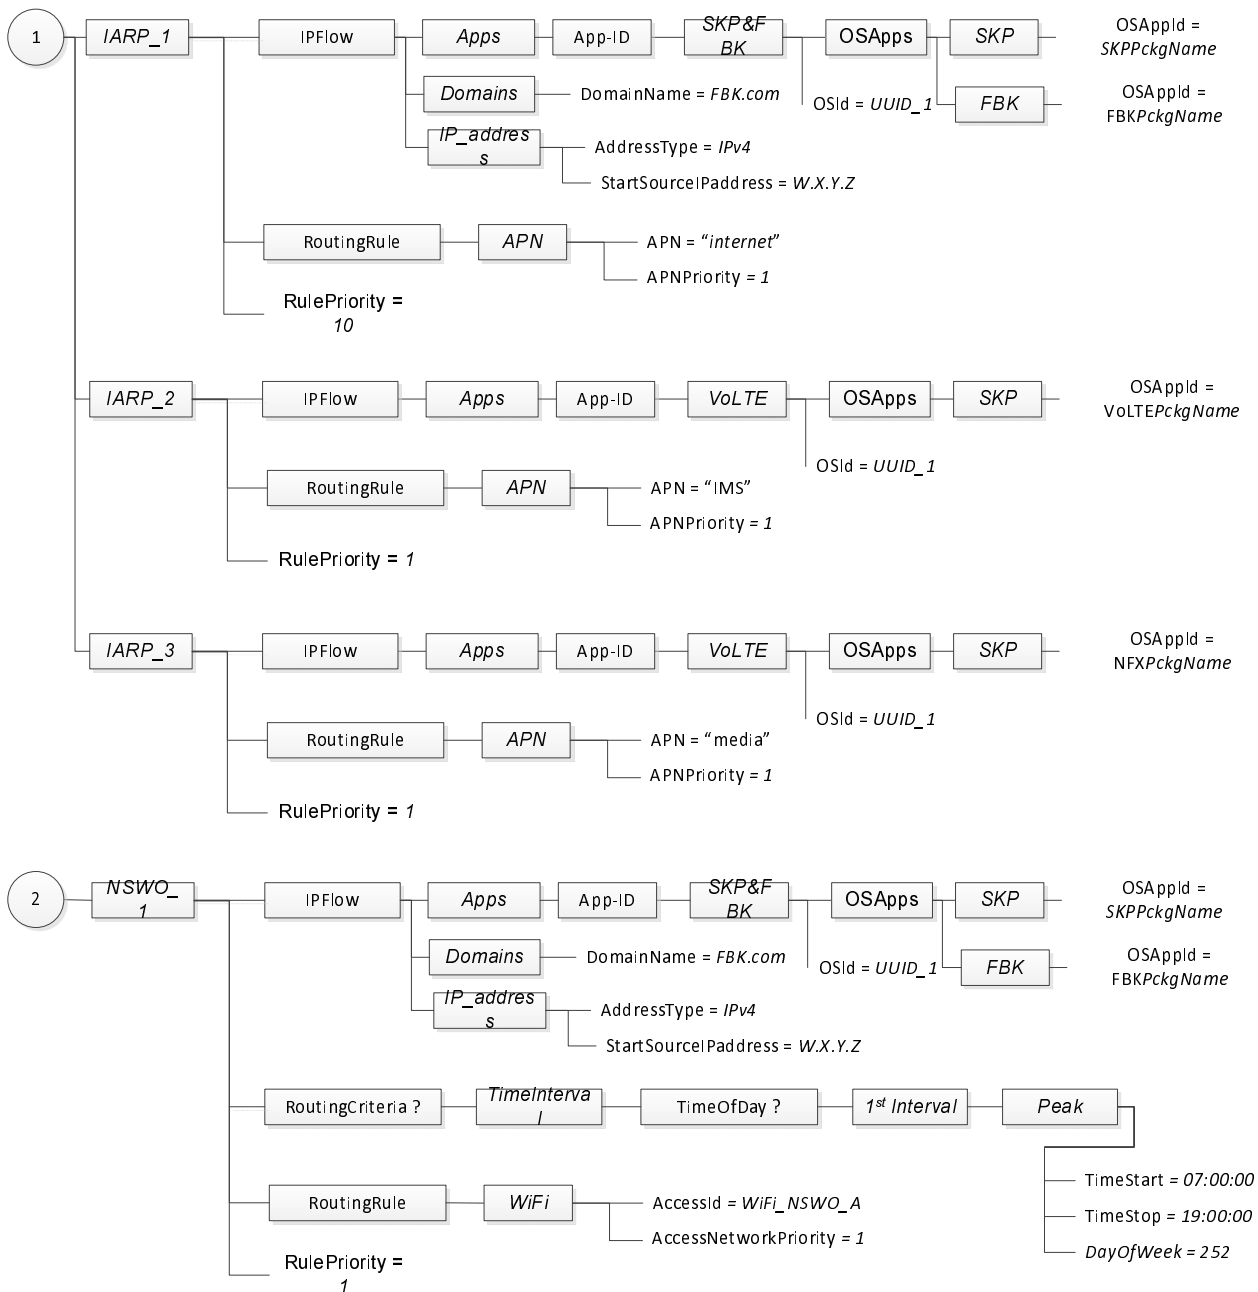 1
IARP_1
IPFlow
Apps
App-ID
SKP&F
BK
OSApps
SKP
OSAppId =
SKPPckgName
Domains
DomainName = FBK.com
OSId = UUID_1
FBK
OSAppId =
FBKPckgName
IP_addres
s
AddressType = IPv4
StartSourceIPaddress = W.X.Y.Z
RoutingRule
APN
APN = “internet”
APNPriority = 1
RulePriority =
10
IARP_2
IPFlow
Apps
App-ID
VoLTE
OSApps
SKP
OSAppId =
VoLTEPckgName
OSId = UUID_1
RoutingRule
APN
APN = “IMS”
APNPriority = 1
RulePriority = 1
IARP_3
IPFlow
Apps
App-ID
VoLTE
OSApps
SKP
OSAppId =
NFXPckgName
OSId = UUID_1
RoutingRule
APN
APN = “media”
APNPriority = 1
RulePriority = 1
2
NSWO_
1
IPFlow
Apps
App-ID
SKP&F
BK
OSApps
SKP
OSAppId =
SKPPckgName
Domains
DomainName = FBK.com
OSId = UUID_1
FBK
OSAppId =
FBKPckgName
IP_addres
s
AddressType = IPv4
StartSourceIPaddress = W.X.Y.Z
RoutingCriteria ?
TimeInterva
l
TimeOfDay ?
1st Interval
Peak
TimeStart = 07:00:00
TimeStop = 19:00:00
DayOfWeek = 252
RoutingRule
WiFi
AccessId = WiFi_NSWO_A
AccessNetworkPriority = 1
RulePriority =
1